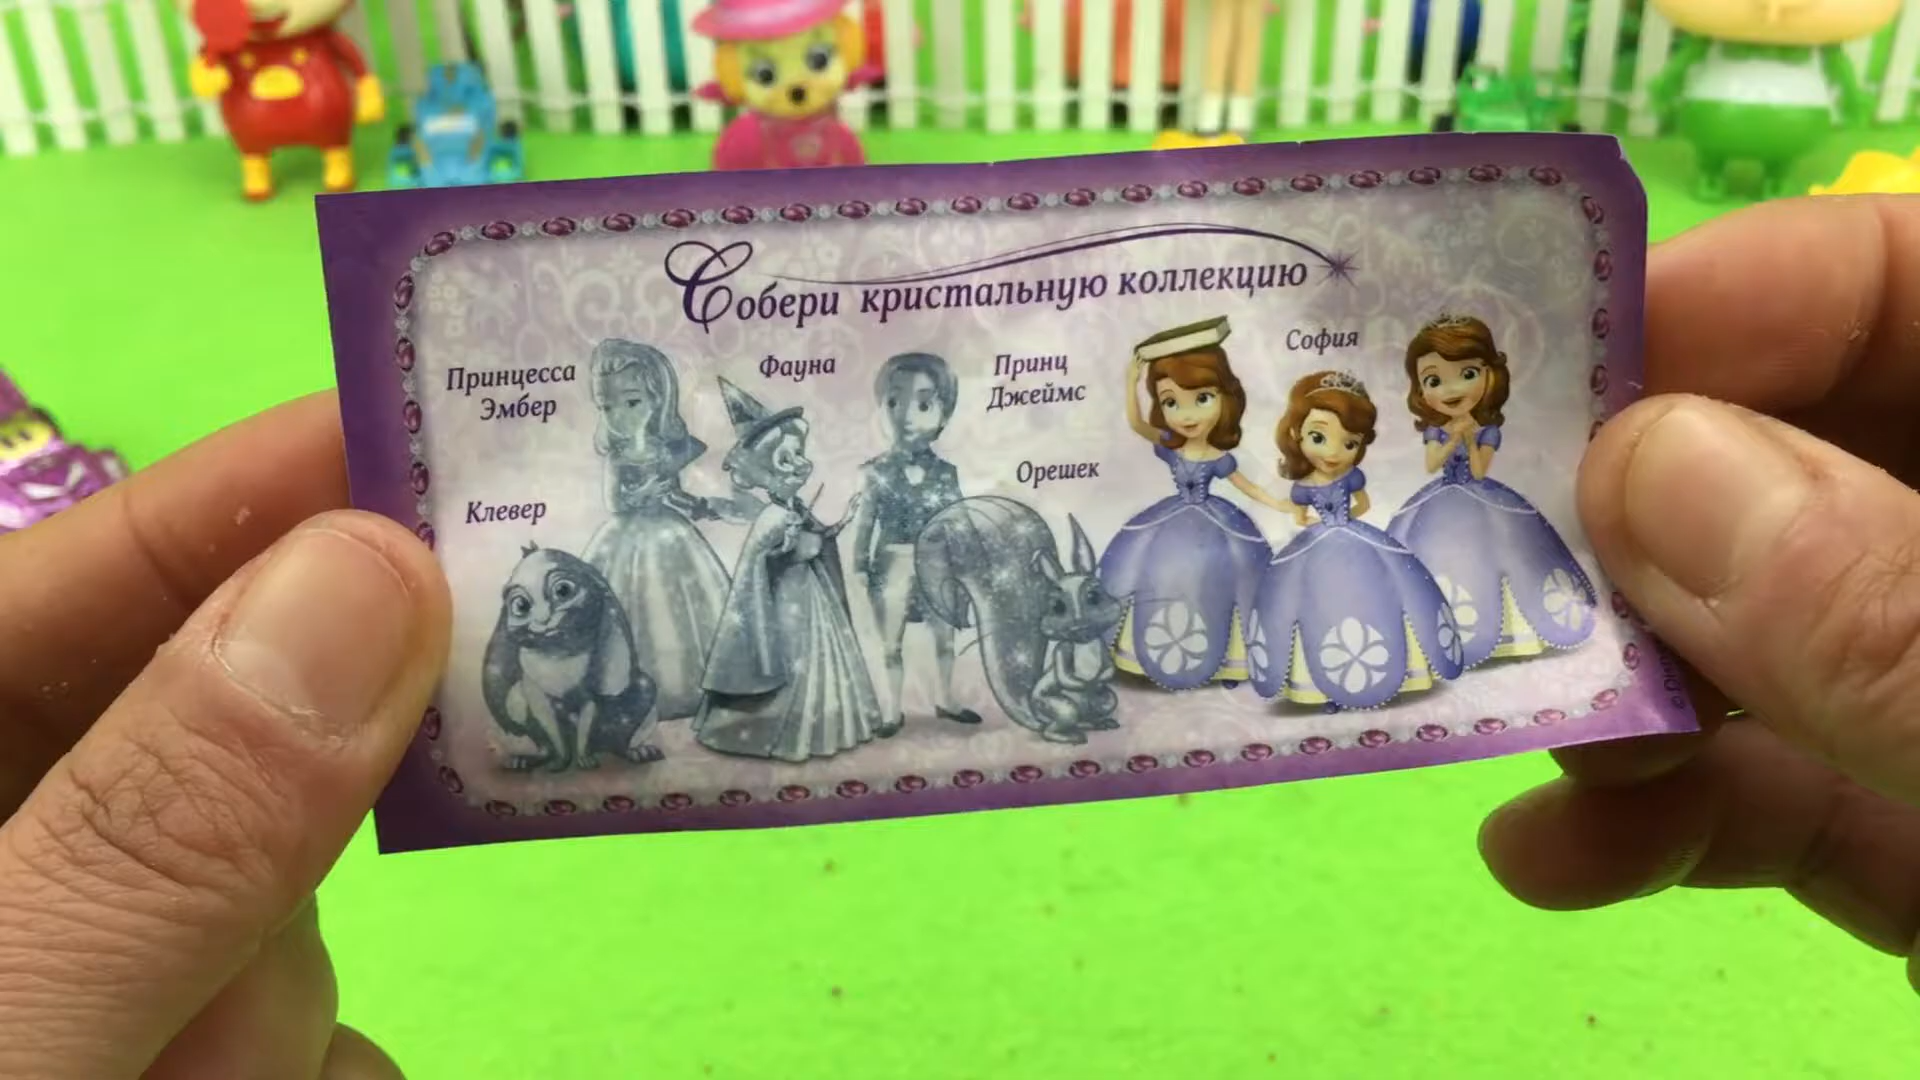 Собери кристальную коллекцию
Принцесса
Эмбер
Фауна
Принц
Джеймс
София
Орешек
Клевер